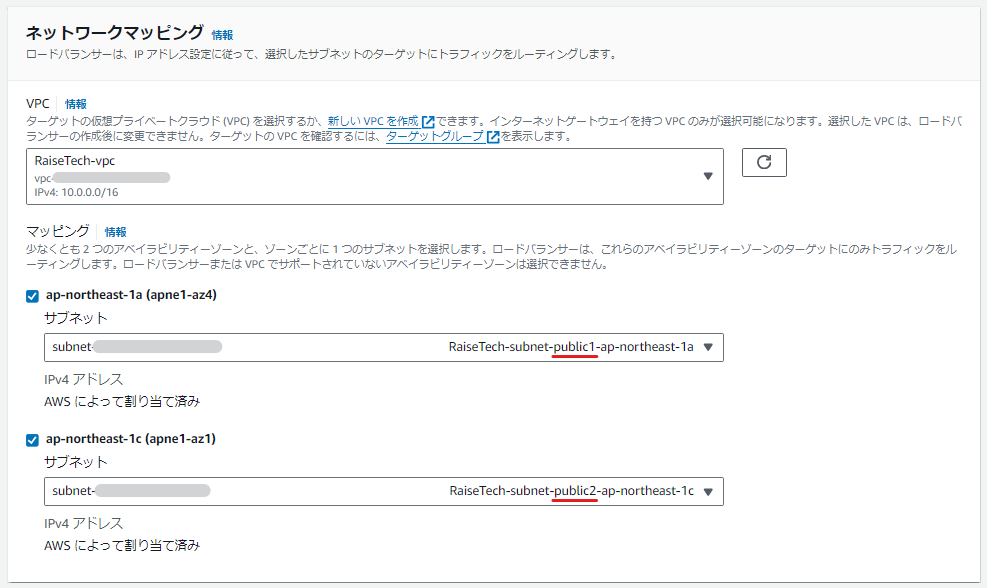 ネットワークマッピング 情報
ロードバランサーは、IP アドレス設定に従って、選択したサブネットのターゲットにトラフィックをルーティングします。
VPC 情報
ターゲットの仮想プライベートクラウド (VPC) を選択するか、新しい VPC を作成できます。インターネットゲートウェイを持つ VPC のみが選択可能になります。選択した VPC は、ロードバ
ランサーの作成後に変更できません。ターゲットの VPC を確認するには、ターゲットグループを表示します。
RaiseTech-vpc
vpc-
IPv4: 10.0.0.0/16
マッピング 情報
少なくとも 2 つのアベイラビリティーゾーンと、ゾーンごとに 1 つのサブネットを選択します。ロードバランサーは、これらのアベイラビリティーゾーンのターゲットにのみトラフィックをル
ーティングします。ロードバランサーまたは VPC でサポートされていないアベイラビリティーゾーンは選択できません。
ap-northeast-1a (apne1-az4)
サブネット
subnet- RaiseTech-subnet-public1-ap-northeast-1a
IPv4 アドレス
AWS によって割り当て済み
ap-northeast-1c (apne1-az1)
サブネット
subnet- RaiseTech-subnet-public2-ap-northeast-1c
IPv4 アドレス
AWS によって割り当て済み